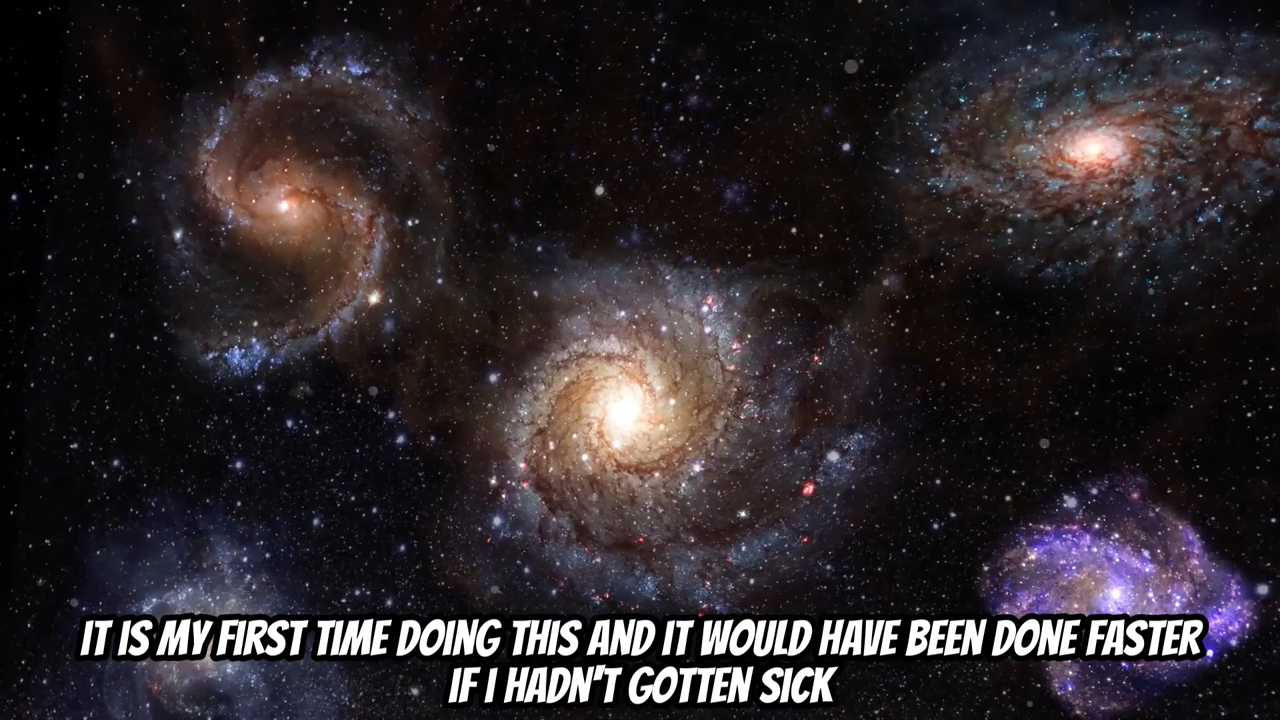 IT IS MY FIRST TIME DOING THIS AND IT WOULD HAVE BEEN DONE FASTER
IF I HADN'T GOTTEN SICK